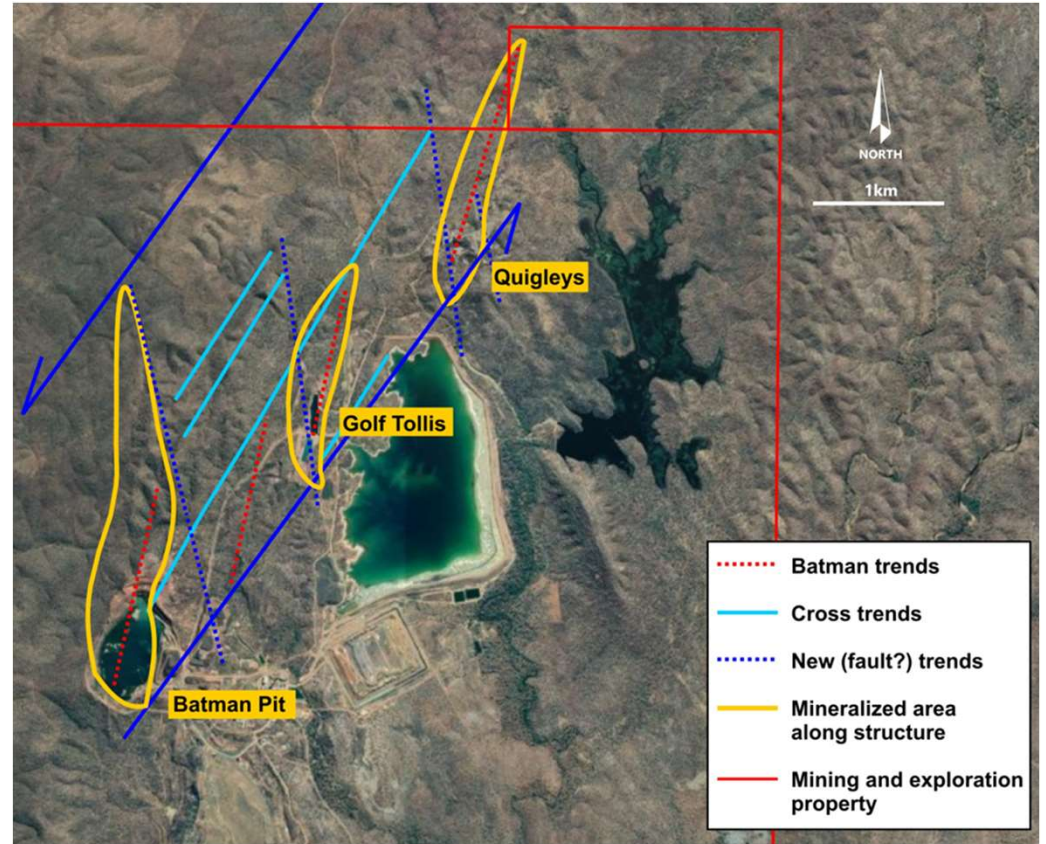 NORTH
1km
Quigleys
Golf Tollis
Batman Pit
Batman trends
Cross trends
New (fault?) trends
Mineralized area
along structure
Mining and exploration
property